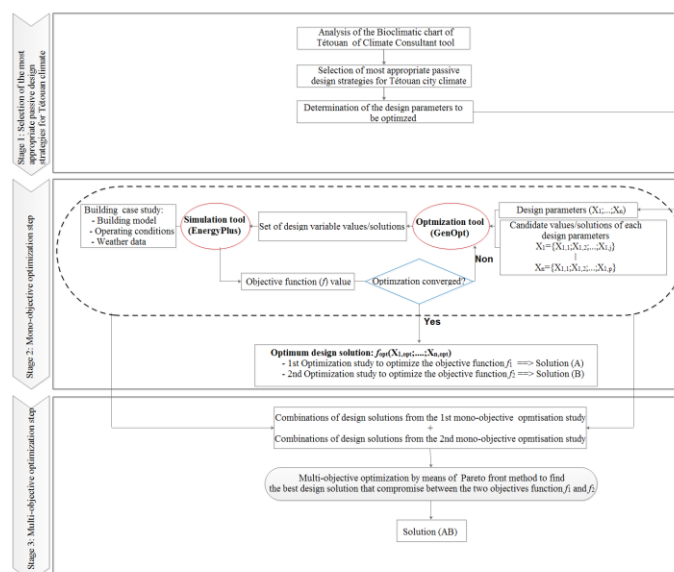 Stage 1: Selection of the most
appropriate passive design
strategies for Tétouan climate
Analysis of the Bioclimatic chart of
Tétouan of Climate Consultant tool
Selection of most appropriate passive
design strategies for Tétouan city climate
Determination of the design parameters to
be optimzed
Stage 2: Mono-objective optimization step
Building case study:
- Building model
- Operating conditions
- Weather data
Simulation tool
(EnergyPlus)
Set of design variable values/solutions
Optimization tool
(GenOpt)
Design parameters (X₁;...;Xₙ)
Candidate values/solutions of each
design parameters
X₁={X₁,₁;X₁,₂;...;X₁,ⱼ}
|
Xₙ={X₁,₁;X₁,₂;...;X₁,ₚ}
Non
Objective function (f) value
Optimzation converged?
Yes
Optimum design solution: fopt(X1,opt;....;Xn,opt)
- 1st Optimization study to optimize the objective function f₁ ==> Solution (A)
- 2nd Optimization study to optimize the objective function f₂ ==> Solution (B)
Stage 3: Multi-objective optimization step
Combinations of design solutions from the 1st mono-objective opmtisation study
+
Combinations of design solutions from the 2nd mono-objective opmtisation study
Multi-objective optimization by means of Pareto front method to find
the best design solution that compromise between the two objectives function f₁ and f₂
Solution (AB)